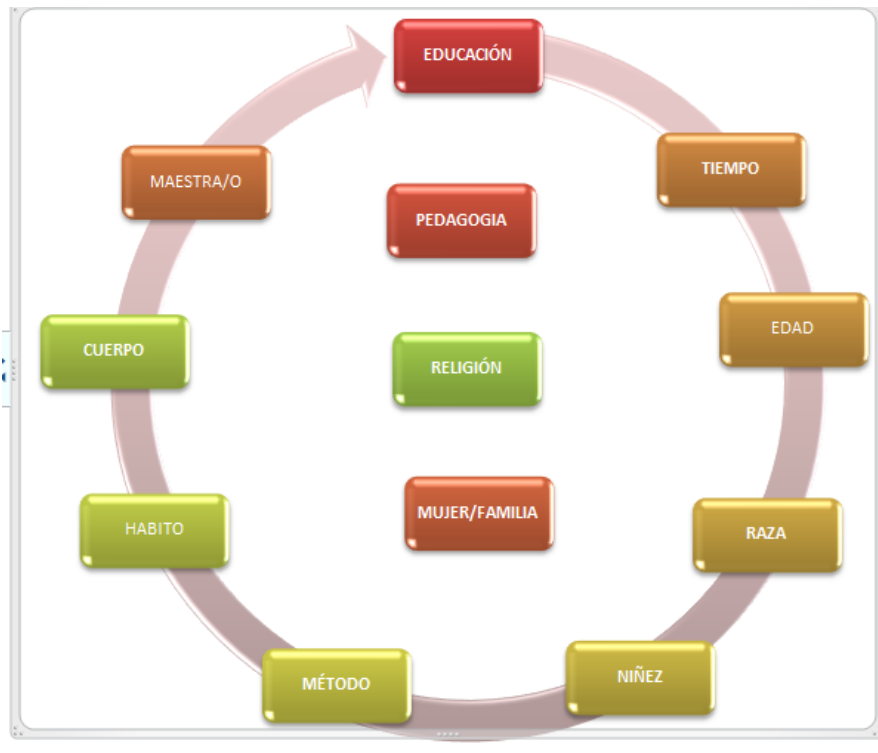 EDUCACIÓN
TIEMPO
MAESTRA/O
PEDAGOGIA
EDAD
CUERPO
RELIGIÓN
MUJER/FAMILIA
HABITO
RAZA
NIÑEZ
MÉTODO